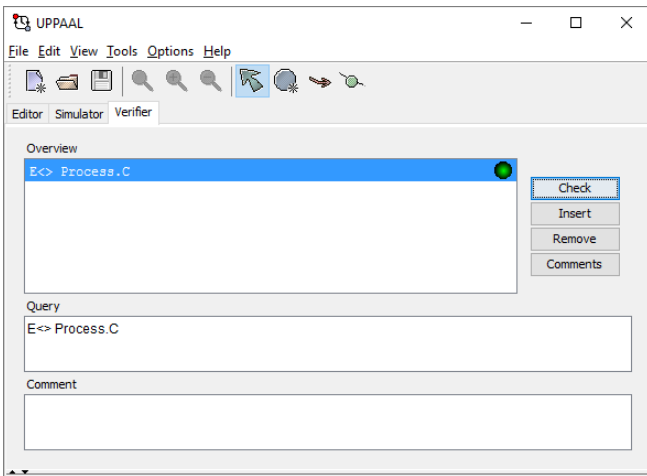 UPPAAL
File Edit View Tools Options Help
Editor Simulator Verifier
Overview
E<> Process.C
Check
Insert
Remove
Comments
Query
E<> Process.C
Comment